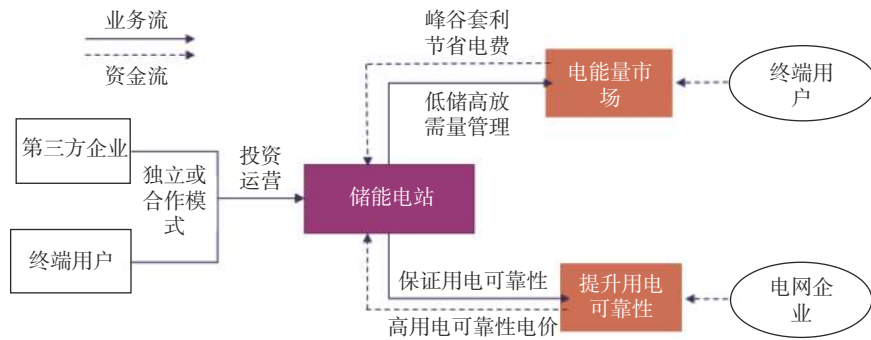 业务流
资金流
峰谷套利
节省电费
电能量市
场
终端用
户
低储高放
需量管理
第三方企业
独立或
合作模
式
投资
运营
储能电站
终端用户
保证用电可靠性
高用电可靠性电价
提升用电
可靠性
电网企
业